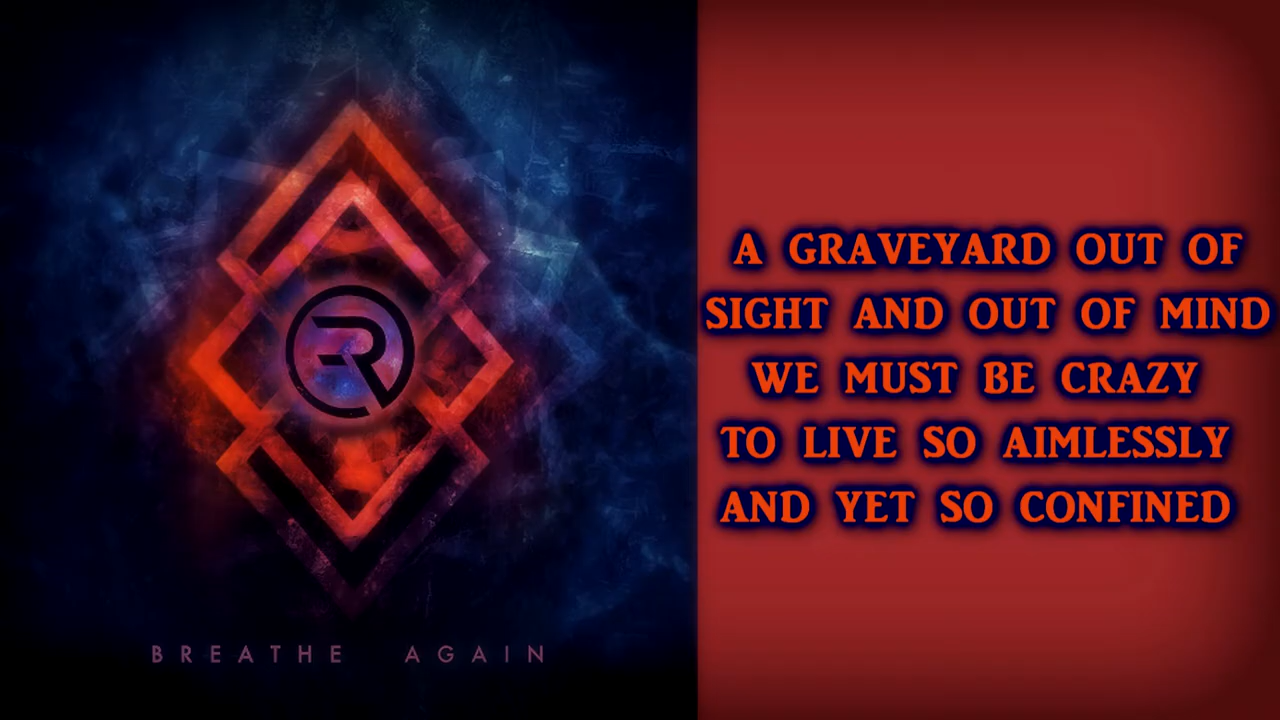 BREATHE AGAIN
A GRAVEYARD OUT OF
SIGHT AND OUT OF MIND
WE MUST BE CRAZY
TO LIVE SO AIMLESSLY
AND YET SO CONFINED